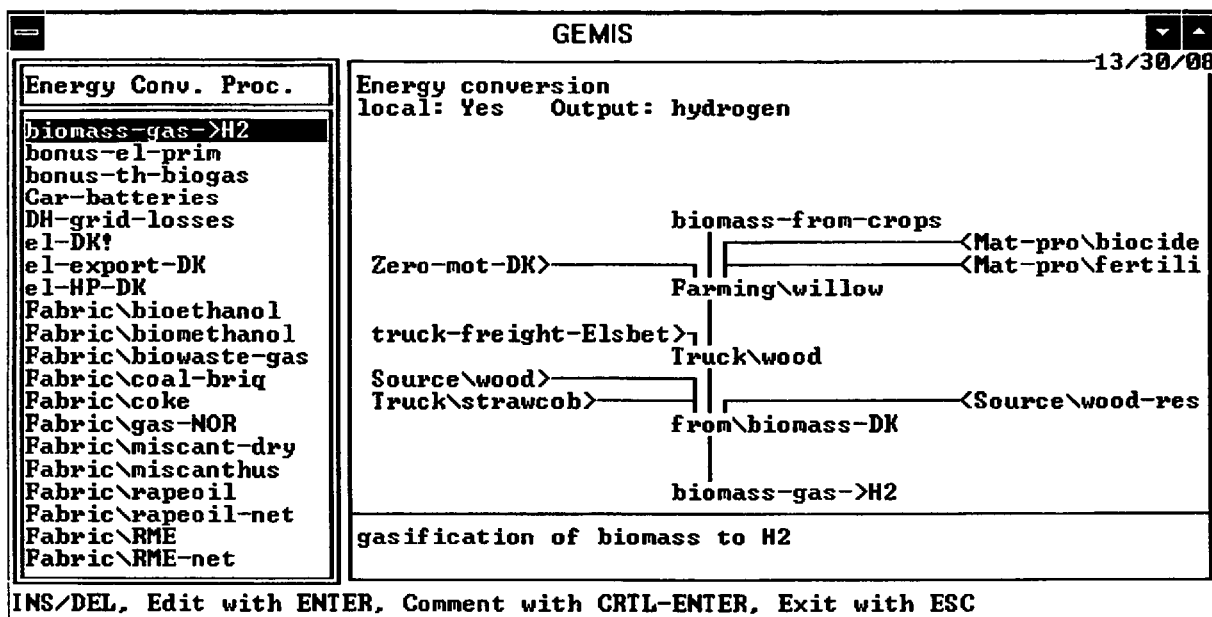 GEMIS
13/30/08
Energy Conv. Proc.
biomass-gas->H2
bonus-el-prim
bonus-th-biogas
Car-batteries
DH-grid-losses
el-DK!
el-export-DK
el-HP-DK
Fabric\bioethanol
Fabric\biomethanol
Fabric\biowaste-gas
Fabric\coal-briq
Fabric\coke
Fabric\gas-NOR
Fabric\miscant-dry
Fabric\miscanthus
Fabric\rapeoil
Fabric\rapeoil-net
Fabric\RME
Fabric\RME-net
Energy conversion
local: Yes Output: hydrogen
biomass-from-crops
<Mat-pro\biocide
Zero-mot-DK> <Mat-pro\fertili
Farming\willow
truck-freight-Elsbet>
Truck\wood
Source\wood>
Truck\strawcob> <Source\wood-res
from\biomass-DK
biomass-gas->H2
gasification of biomass to H2
INS/DEL, Edit with ENTER, Comment with CRTL-ENTER, Exit with ESC